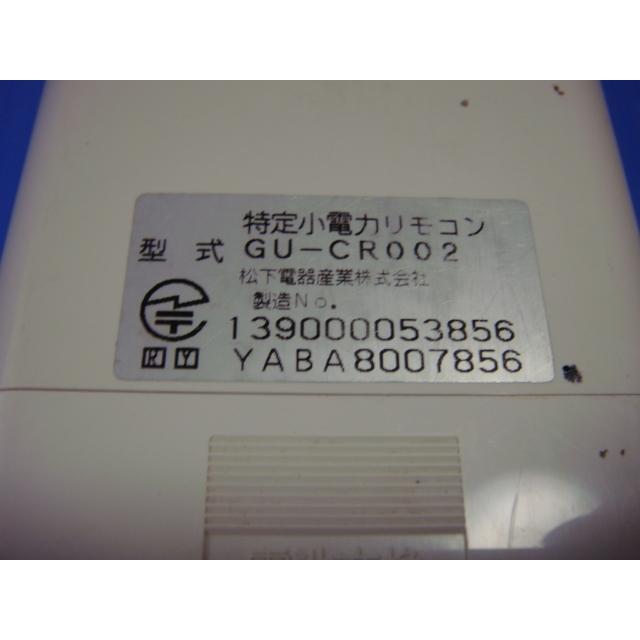 特定小電力リモコン
型式 GU-CR002
松下電器産業株式会社
製造No.
139000053856
RY YABA8007856